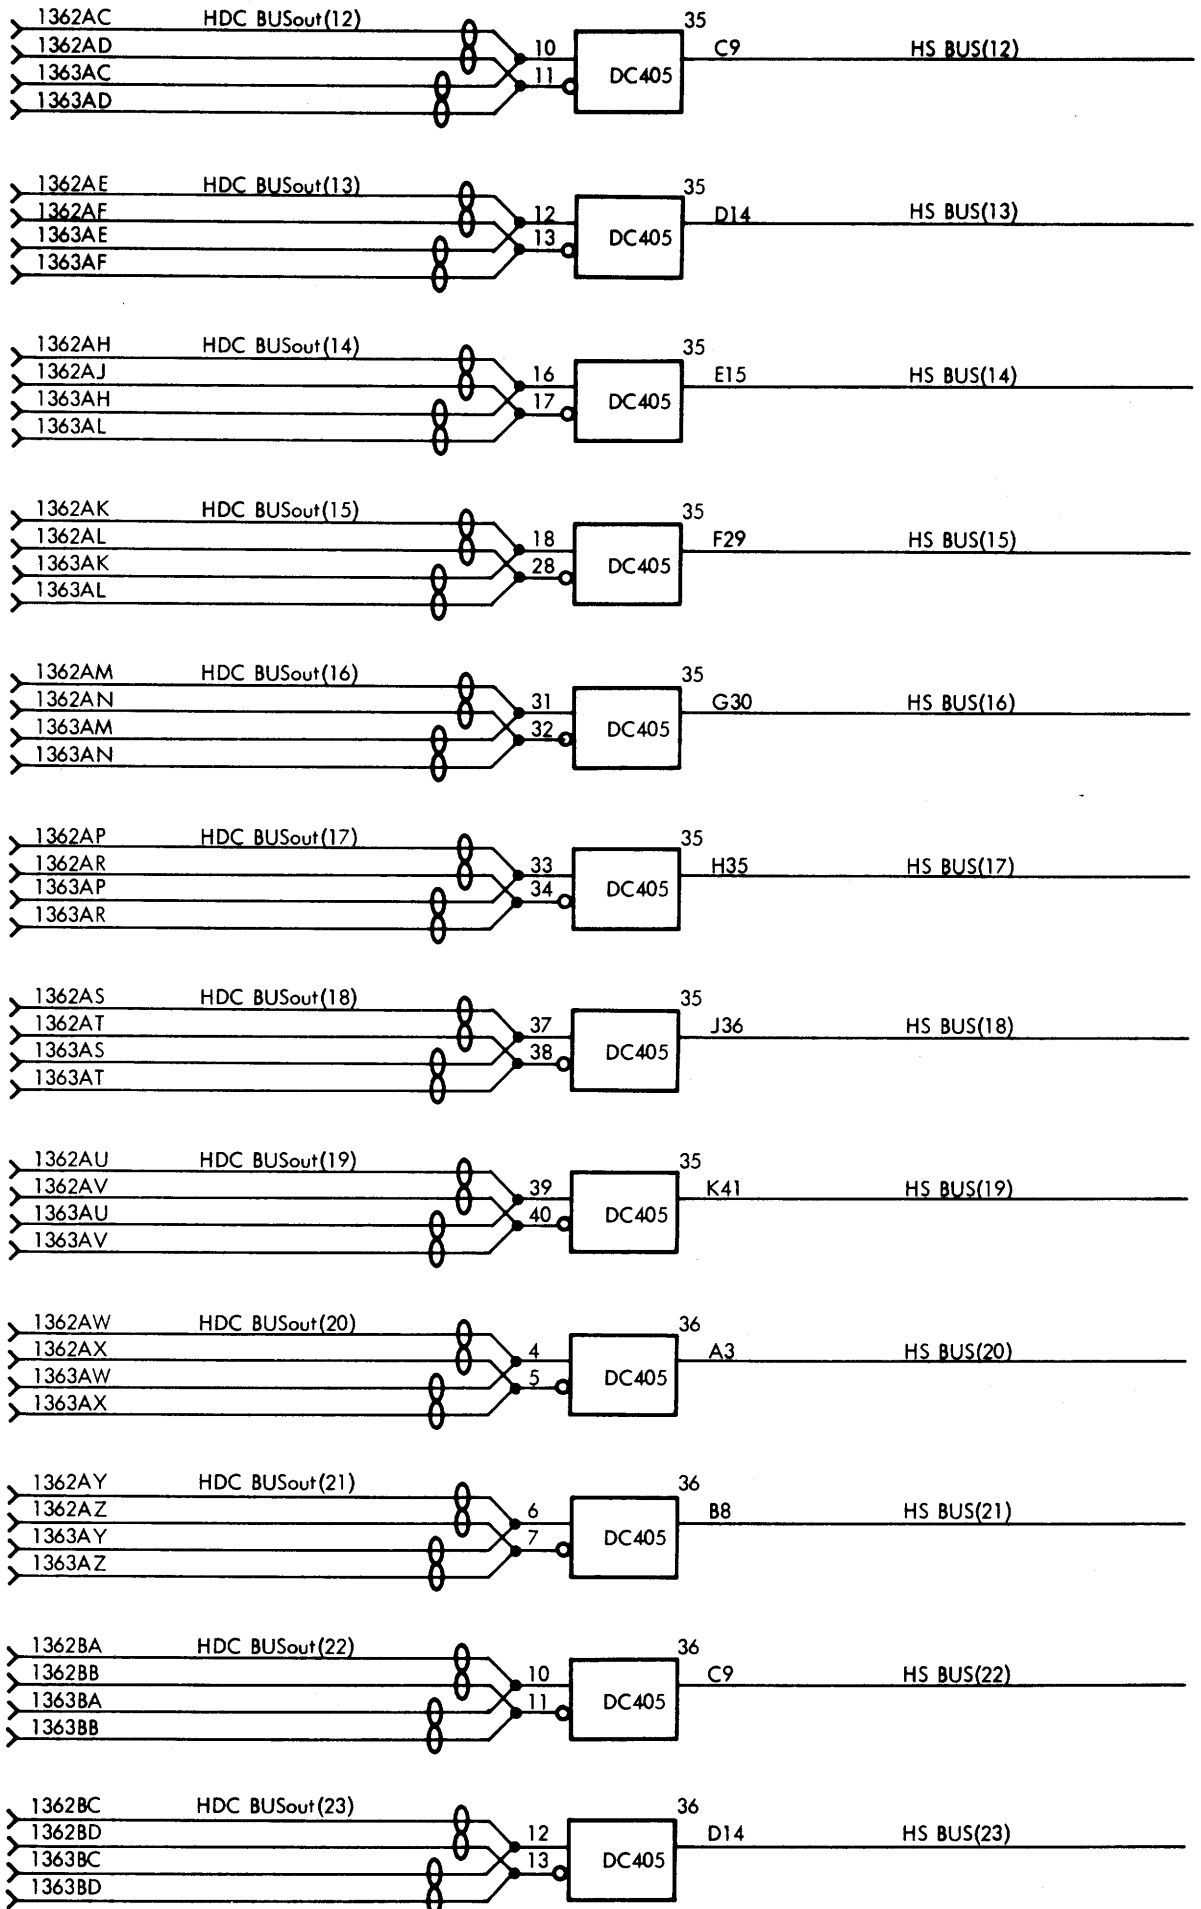 1362AC HDC BUSout(12) 35
1362AD 10 C9 HS BUS(12)
1363AC 11 DC405
1363AD
1362AE HDC BUSout(13) 35
1362AF 12 D14 HS BUS(13)
1363AE 13 DC405
1363AF
1362AH HDC BUSout(14) 35
1362AJ 16 E15 HS BUS(14)
1363AH 17 DC405
1363AL
1362AK HDC BUSout(15) 35
1362AL 18 F29 HS BUS(15)
1363AK 28 DC405
1363AL
1362AM HDC BUSout(16) 35
1362AN 31 G30 HS BUS(16)
1363AM 32 DC405
1363AN
1362AP HDC BUSout(17) 35
1362AR 33 H35 HS BUS(17)
1363AP 34 DC405
1363AR
1362AS HDC BUSout(18) 35
1362AT 37 J36 HS BUS(18)
1363AS 38 DC405
1363AT
1362AU HDC BUSout(19) 35
1362AV 39 K41 HS BUS(19)
1363AU 40 DC405
1363AV
1362AW HDC BUSout(20) 36
1362AX 4 A3 HS BUS(20)
1363AW 5 DC405
1363AX
1362AY HDC BUSout(21) 36
1362AZ 6 B8 HS BUS(21)
1363AY 7 DC405
1363AZ
1362BA HDC BUSout(22) 36
1362BB 10 C9 HS BUS(22)
1363BA 11 DC405
1363BB
1362BC HDC BUSout(23) 36
1362BD 12 D14 HS BUS(23)
1363BC 13 DC405
1363BD